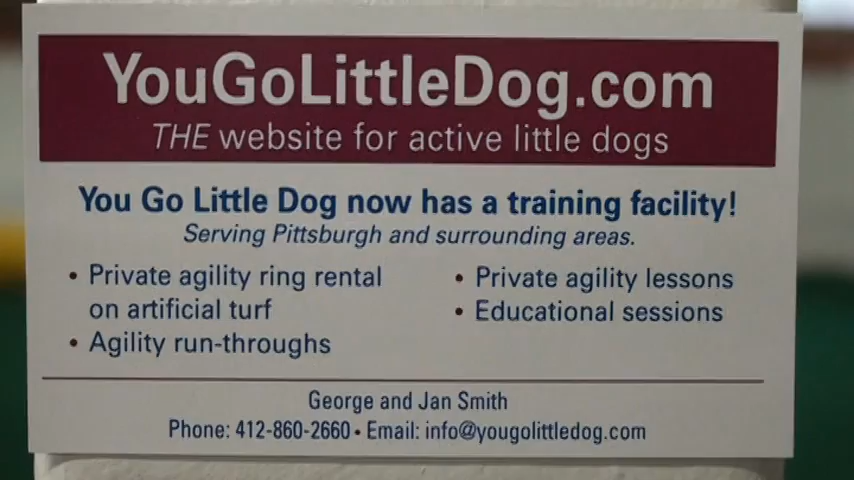 YouGoLittleDog.com
THE website for active little dogs
You Go Little Dog now has a training facility!
Serving Pittsburgh and surrounding areas.
• Private agility ring rental
on artificial turf
• Agility run-throughs
• Private agility lessons
• Educational sessions
George and Jan Smith
Phone: 412-860-2660 • Email: info@yougolittledog.com